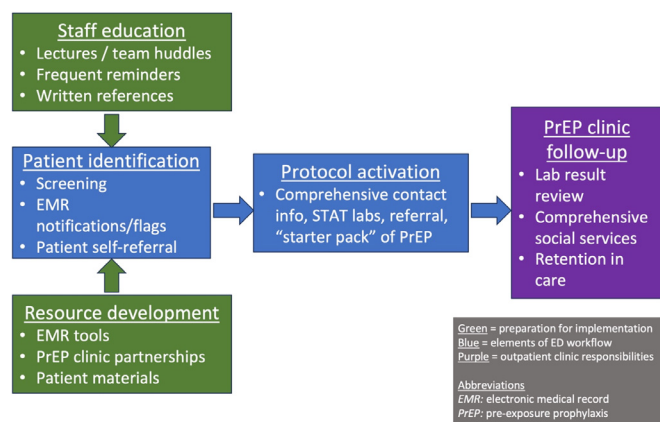 Staff education
• Lectures / team huddles
• Frequent reminders
• Written references
Patient identification
• Screening
• EMR
notifications/flags
• Patient self-referral
Resource development
• EMR tools
• PrEP clinic partnerships
• Patient materials
Protocol activation
• Comprehensive contact
info, STAT labs, referral,
“starter pack” of PrEP
PrEP clinic
follow-up
• Lab result
review
• Comprehensive
social services
• Retention in
care
Green = preparation for implementation
Blue = elements of ED workflow
Purple = outpatient clinic responsibilities
Abbreviations
EMR: electronic medical record
PrEP: pre-exposure prophylaxis